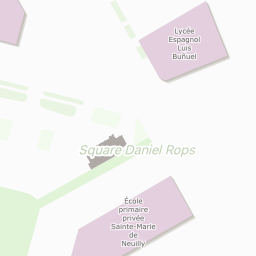 Lycée
Espagnol
Luis
Buñuel
Square Daniel Rops
École
primaire
privée
Sainte-Marie
de
Neuilly